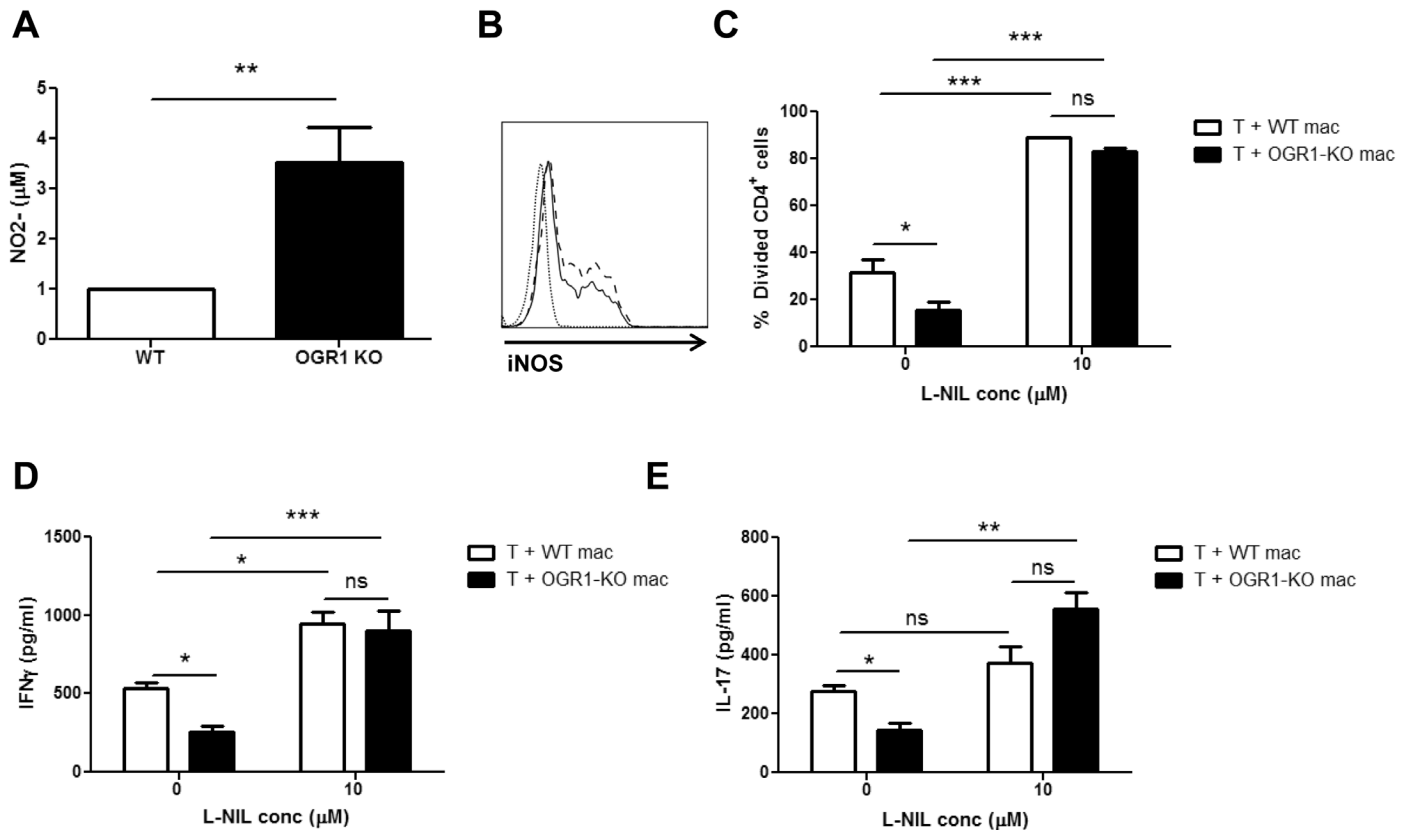 A
**
5
4
3
2
1
0
NO2- (μM)
WT
OGR1 KO
B
iNOS
C
***
***
ns
*
100
80
60
40
20
0
% Divided CD4+ cells
0
10
L-NIL conc (μM)
T + WT mac
T + OGR1-KO mac
D
***
*
ns
*
1500
1000
500
0
IFNγ (pg/ml)
0
10
L-NIL conc (μM)
T + WT mac
T + OGR1-KO mac
E
**
ns
ns
*
800
600
400
200
0
IL-17 (pg/ml)
0
10
L-NIL conc (μM)
T + WT mac
T + OGR1-KO mac